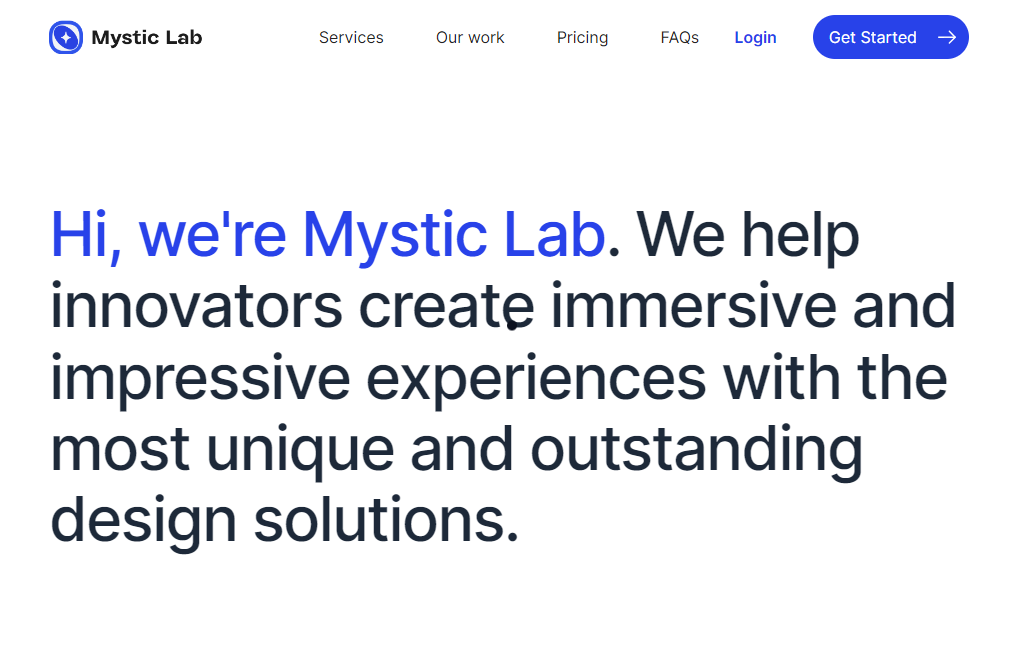 Mystic Lab
Services
Our work
Pricing
FAQs
Login
Get Started
Hi, we're Mystic Lab. We help
innovators create immersive and
impressive experiences with the
most unique and outstanding
design solutions.